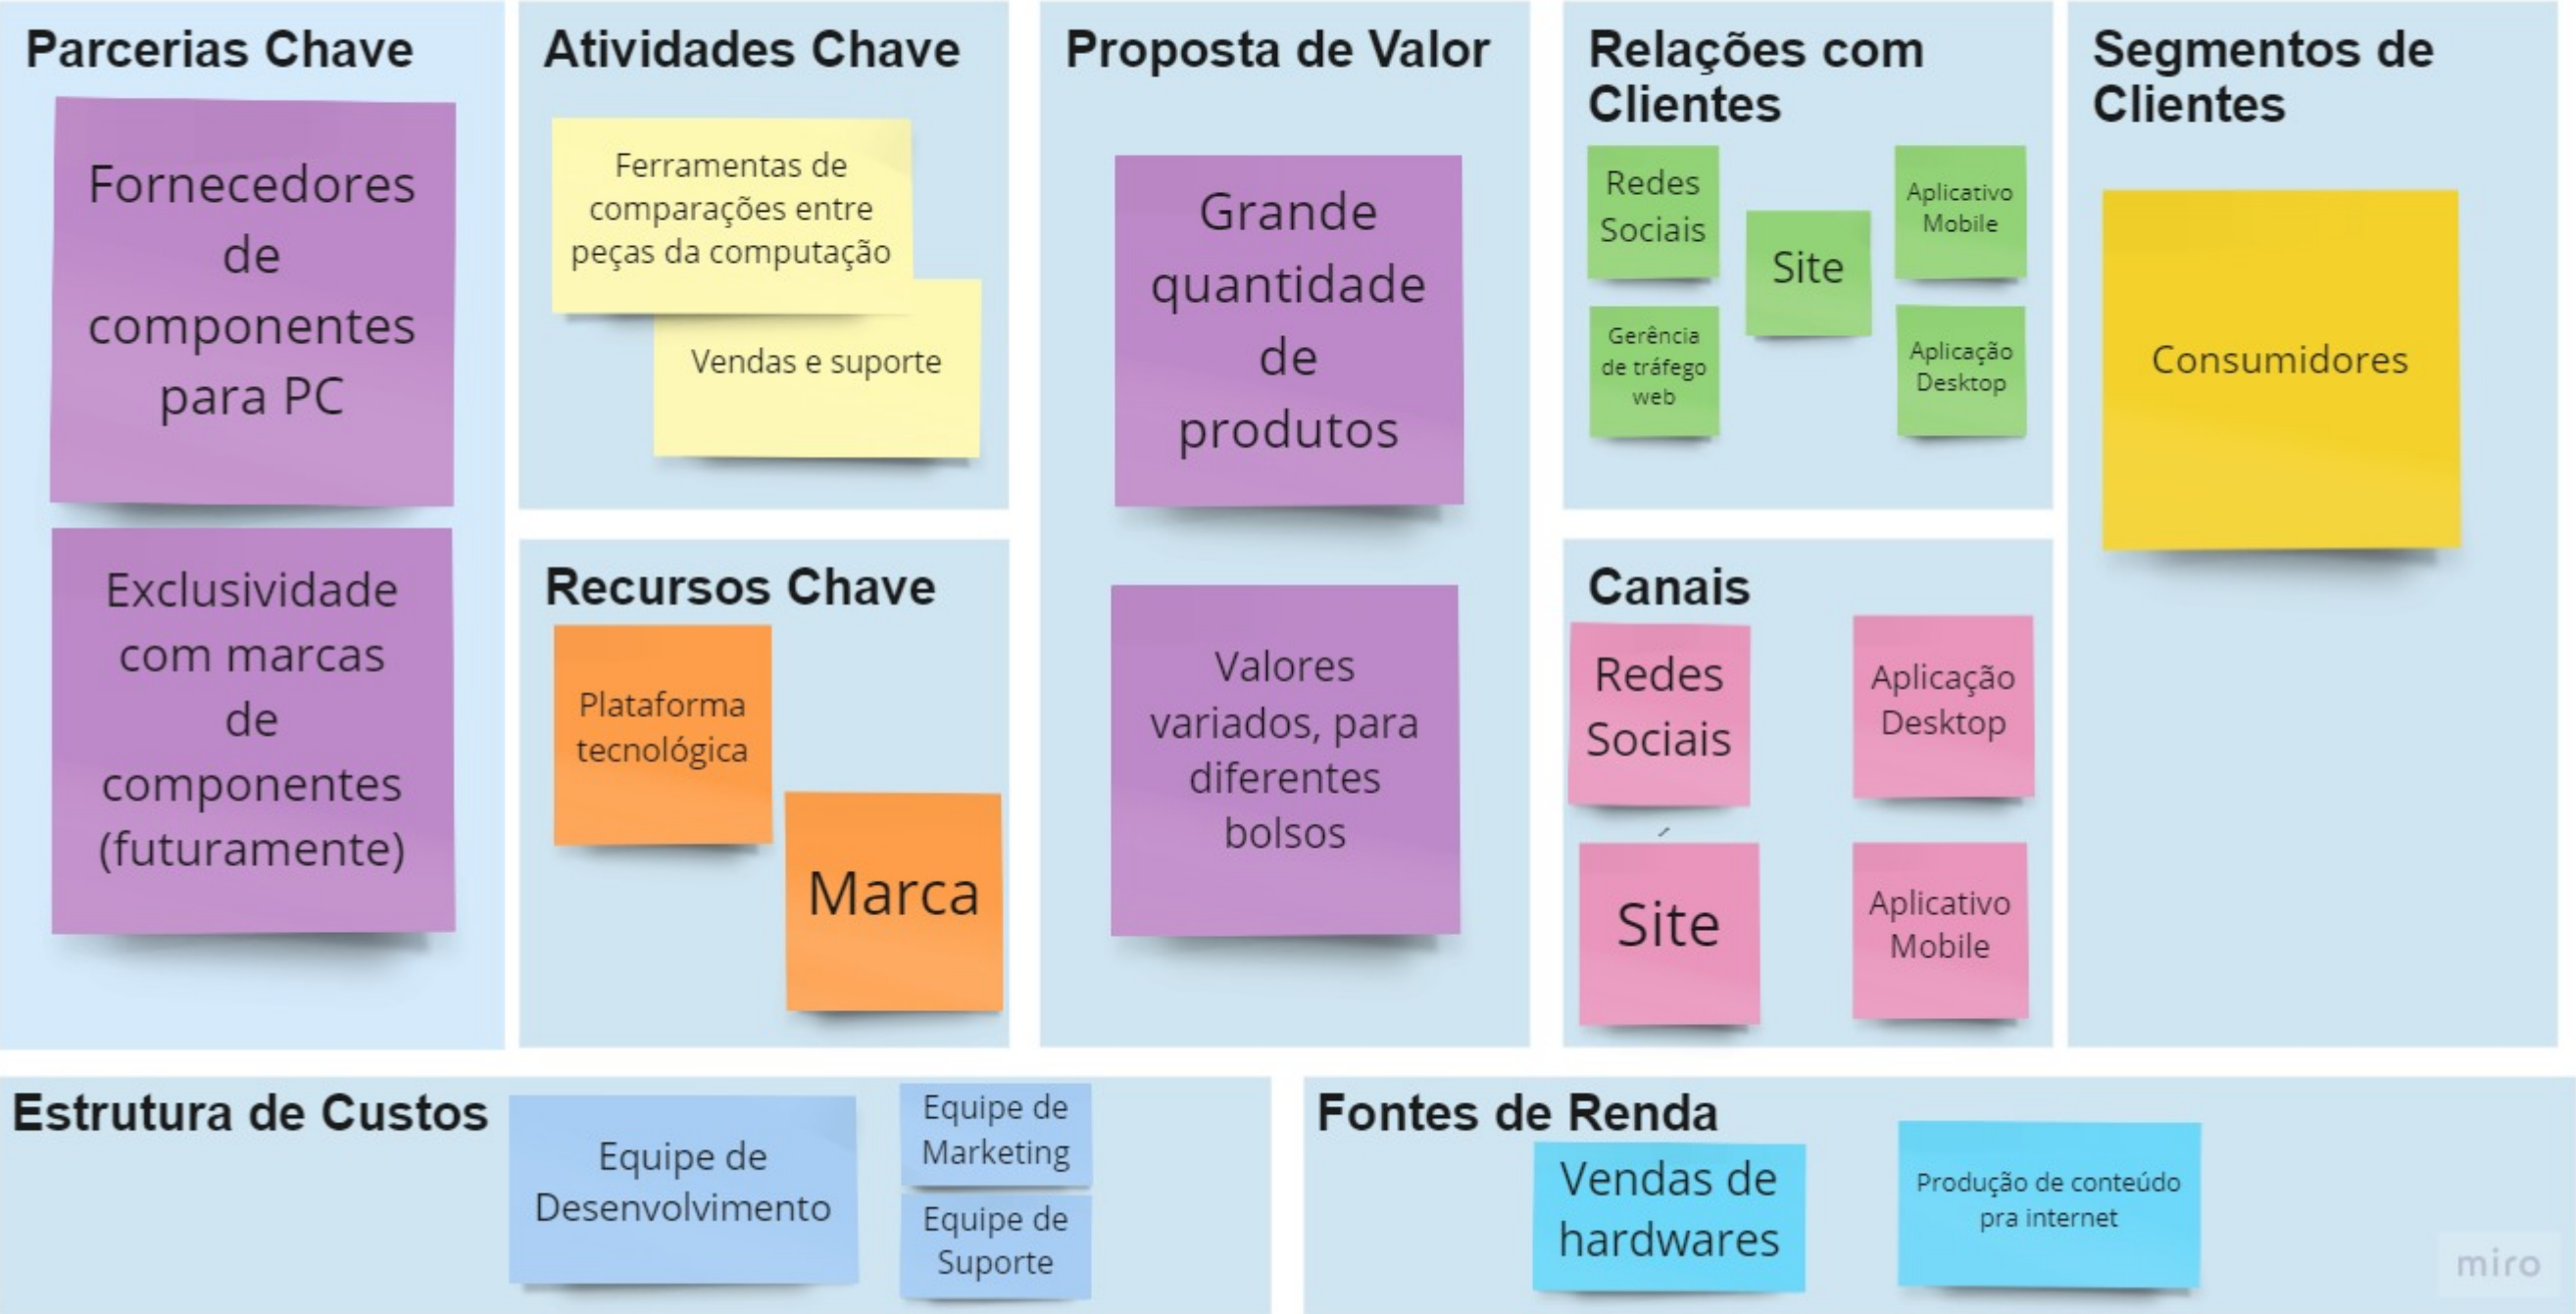 Parcerias Chave
Fornecedores
de
componentes
para PC
Exclusividade
com marcas
de
componentes
(futuramente)
Atividades Chave
Ferramentas de
comparações entre
peças da computação
Vendas e suporte
Recursos Chave
Plataforma
tecnológica
Marca
Proposta de Valor
Grande
quantidade
de
produtos
Valores
variados, para
diferentes
bolsos
Relações com
Clientes
Redes
Sociais
Site
Aplicativo
Mobile
Gerência
de tráfego
web
Aplicação
Desktop
Canais
Redes
Sociais
Aplicação
Desktop
Site
Aplicativo
Mobile
Segmentos de
Clientes
Consumidores
Estrutura de Custos
Equipe de
Desenvolvimento
Equipe de
Marketing
Equipe de
Suporte
Fontes de Renda
Vendas de
hardwares
Produção de conteúdo
pra internet
miro